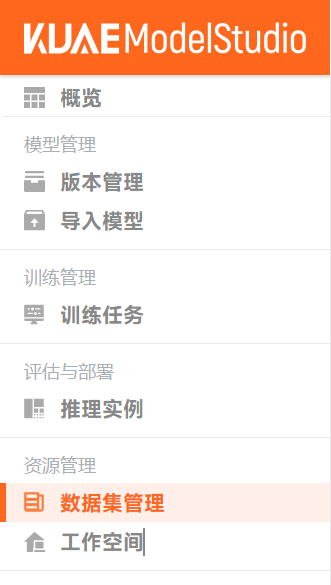 KUAE ModelStudio
概览
模型管理
版本管理
导入模型
训练管理
训练任务
评估与部署
推理实例
资源管理
数据集管理
工作空间